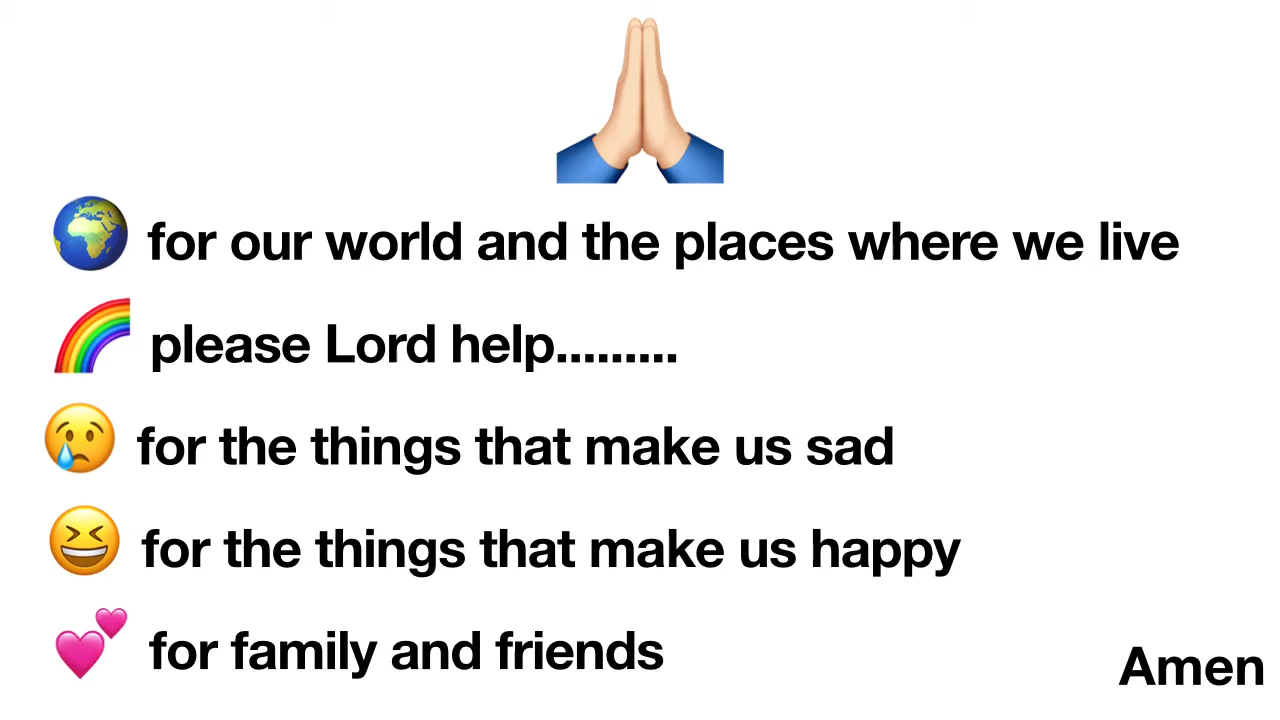 for our world and the places where we live
please Lord help.........
for the things that make us sad
for the things that make us happy
for family and friends
Amen